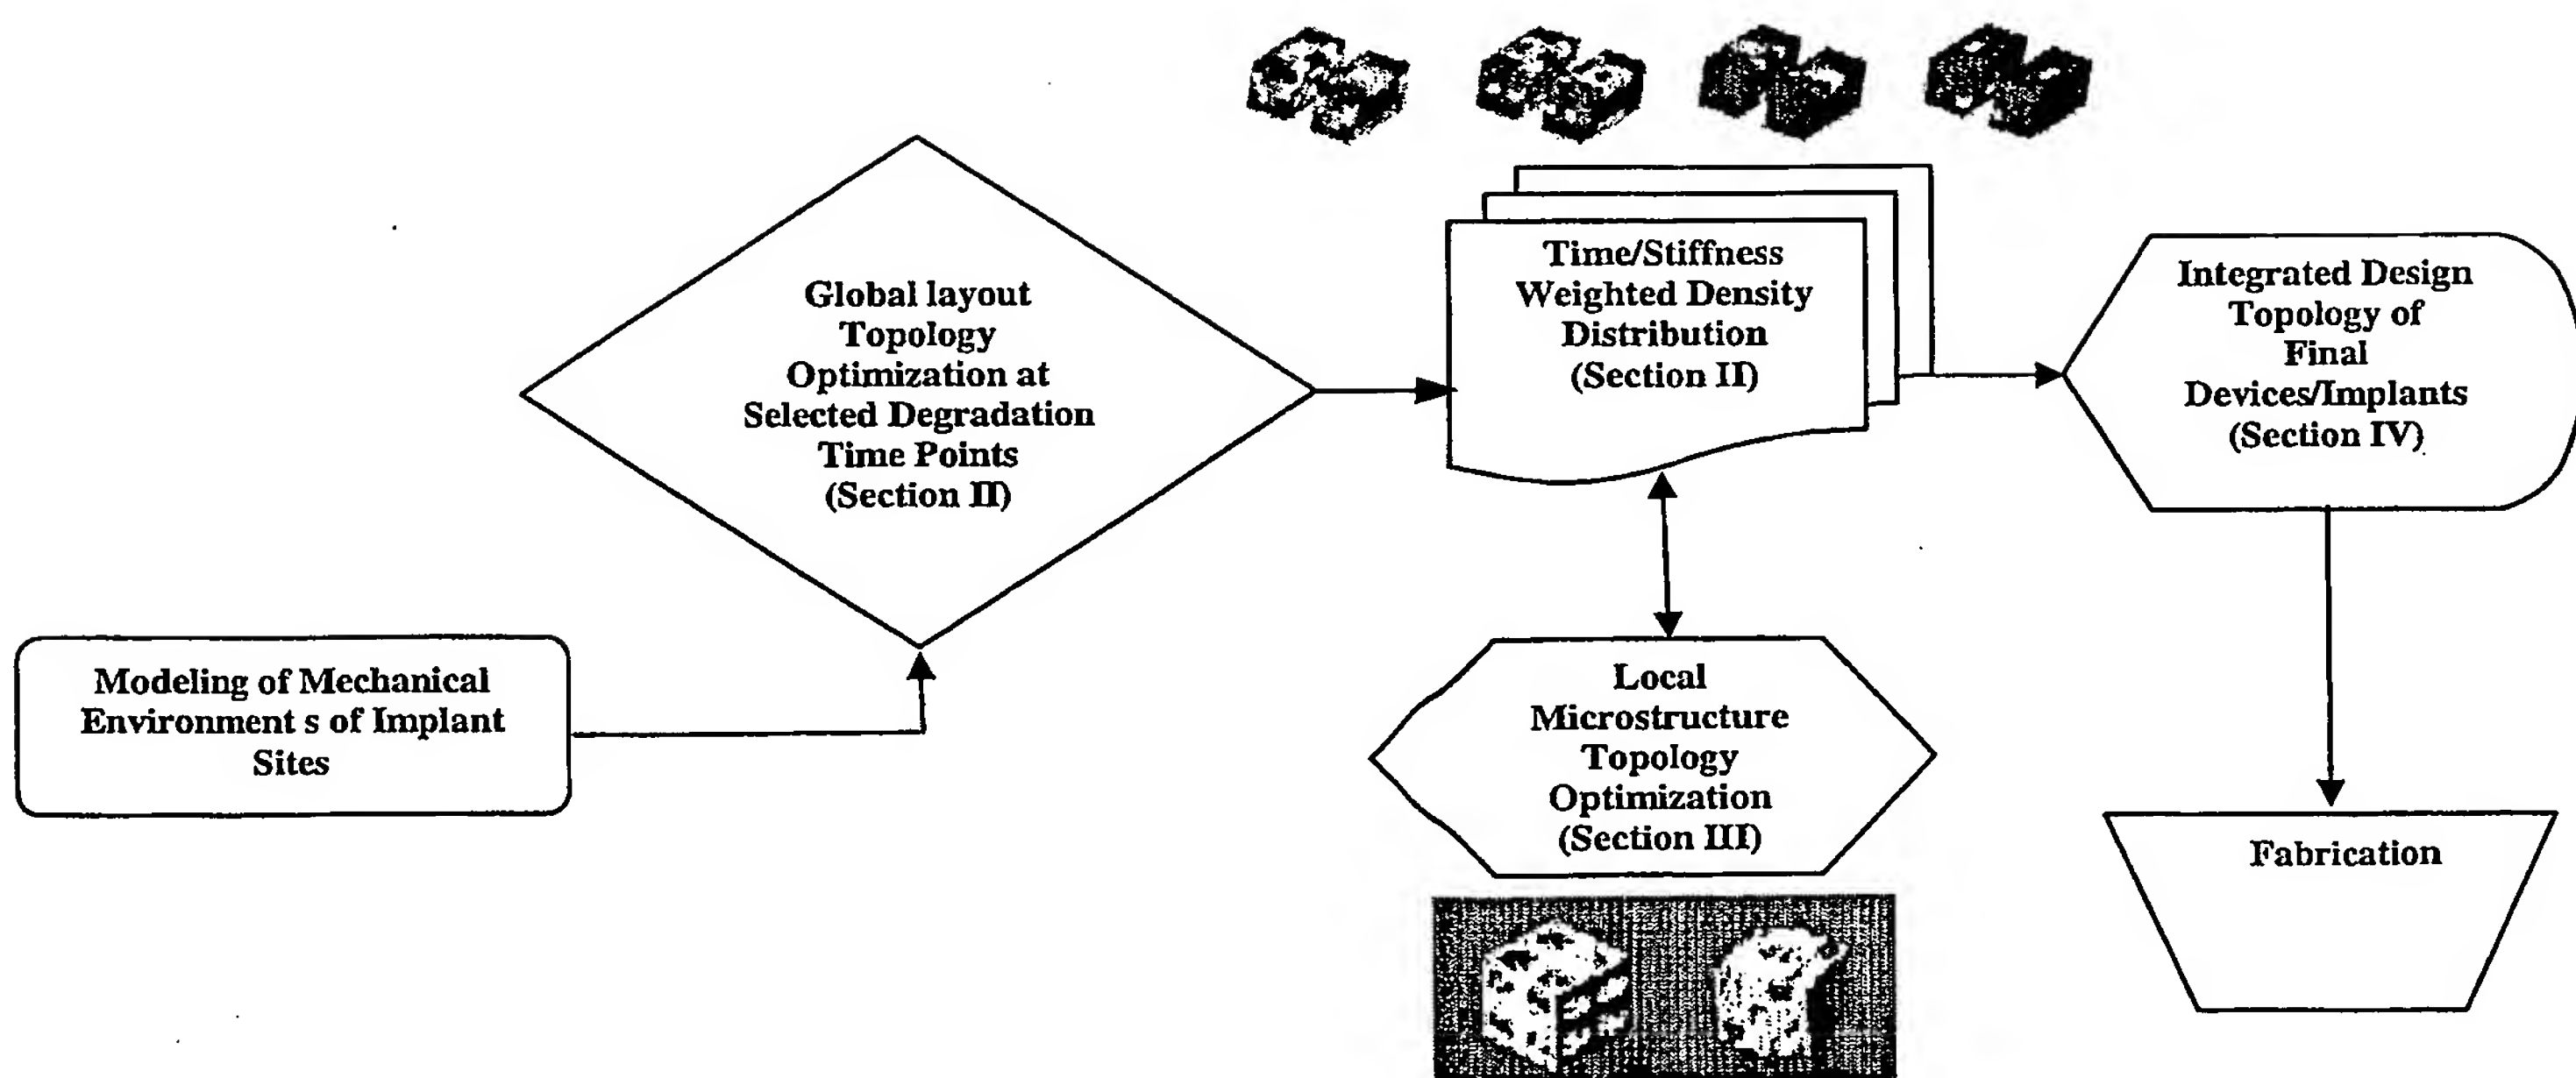 Modeling of Mechanical
Environment s of Implant
Sites
Global layout
Topology
Optimization at
Selected Degradation
Time Points
(Section II)
Time/Stiffness
Weighted Density
Distribution
(Section II)
Local
Microstructure
Topology
Optimization
(Section III)
Integrated Design
Topology of
Final
Devices/Implants
(Section IV)
Fabrication